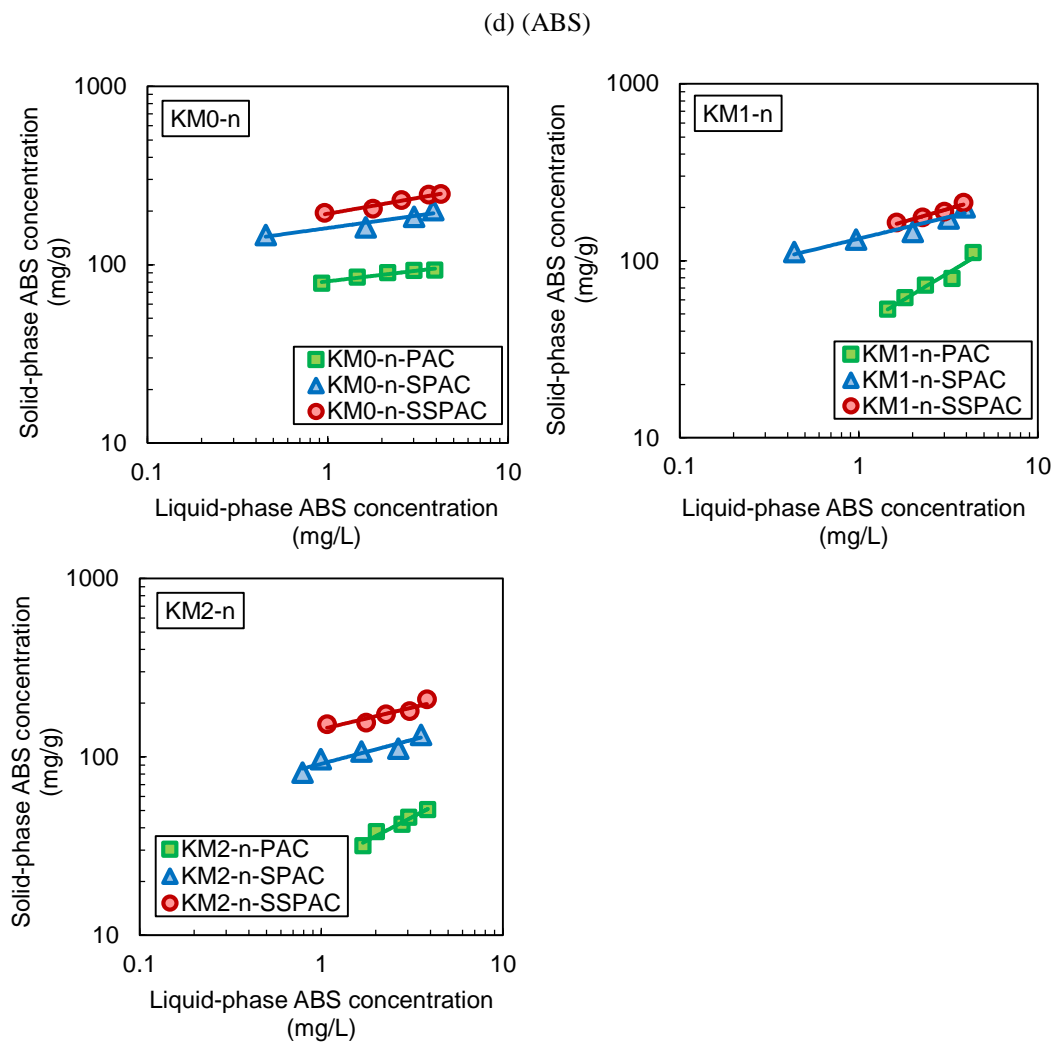 (d) (ABS)
1000
100
10
0.1
1
10
Solid-phase ABS concentration
(mg/g)
Liquid-phase ABS concentration
(mg/L)
KM0-n
KM0-n-PAC
KM0-n-SPAC
KM0-n-SSPAC
1000
100
10
0.1
1
10
Solid-phase ABS concentration
(mg/g)
Liquid-phase ABS concentration
(mg/L)
KM1-n
KM1-n-PAC
KM1-n-SPAC
KM1-n-SSPAC
1000
100
10
0.1
1
10
Solid-phase ABS concentration
(mg/g)
Liquid-phase ABS concentration
(mg/L)
KM2-n
KM2-n-PAC
KM2-n-SPAC
KM2-n-SSPAC